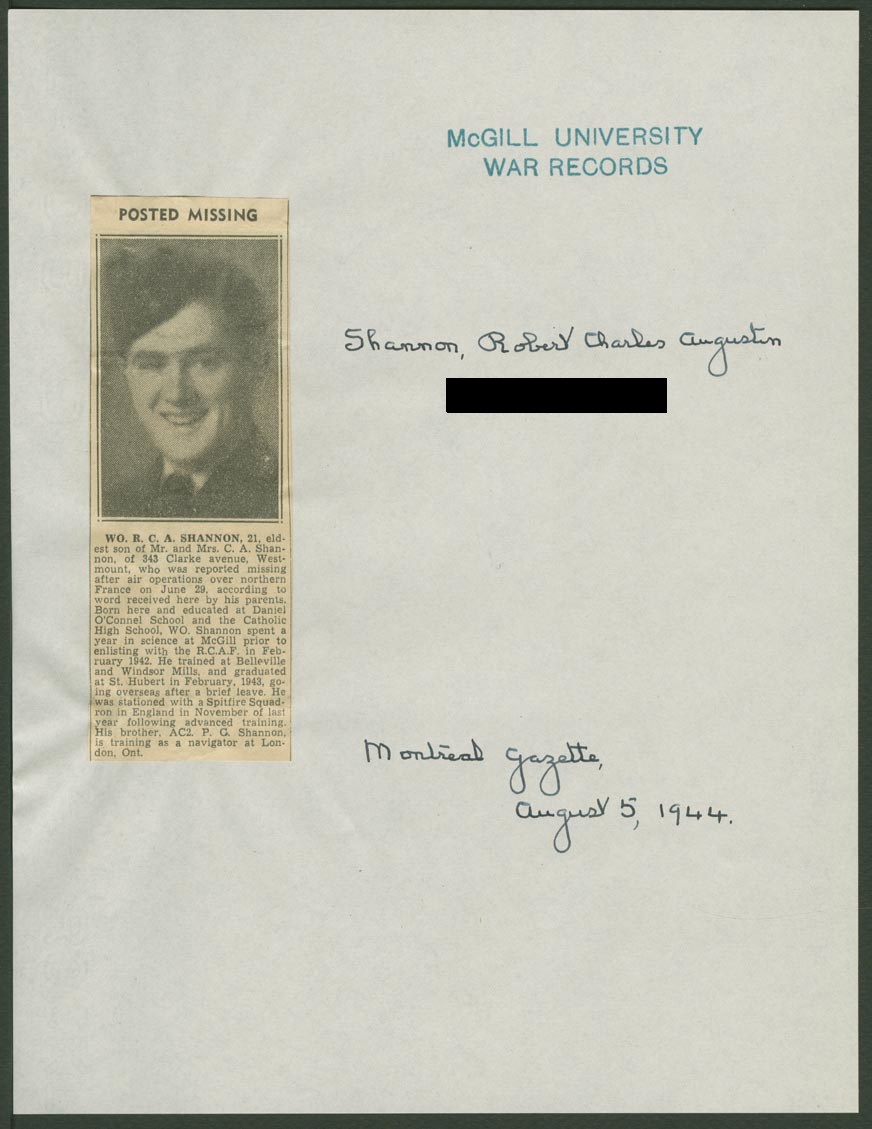 McGILL UNIVERSITY
WAR RECORDS
POSTED MISSING
Shannon, Robert Charles Augustin
WO. R. C. A. SHANNON, 21, eld-
est son of Mr. and Mrs. C. A. Shan-
non, of 343 Clarke avenue, West-
mount, who was reported missing
after air operations over northern
France on June 29, according to
word received here by his parents.
Born here and educated at Daniel
O'Connel School and the Catholic
High School, WO. Shannon spent a
year in science at McGill prior to
enlisting with the R.C.A.F. in Feb-
ruary 1942. He trained at Belleville
and Windsor Mills, and graduated
at St. Hubert in February, 1943, go-
ing overseas after a brief leave. He
was stationed with a Spitfire Squad-
ron in England in November of last
year following advanced training.
His brother, AC2. P. G. Shannon,
is training as a navigator at Lon-
don, Ont.
Montreal Gazette,
August 5, 1944.